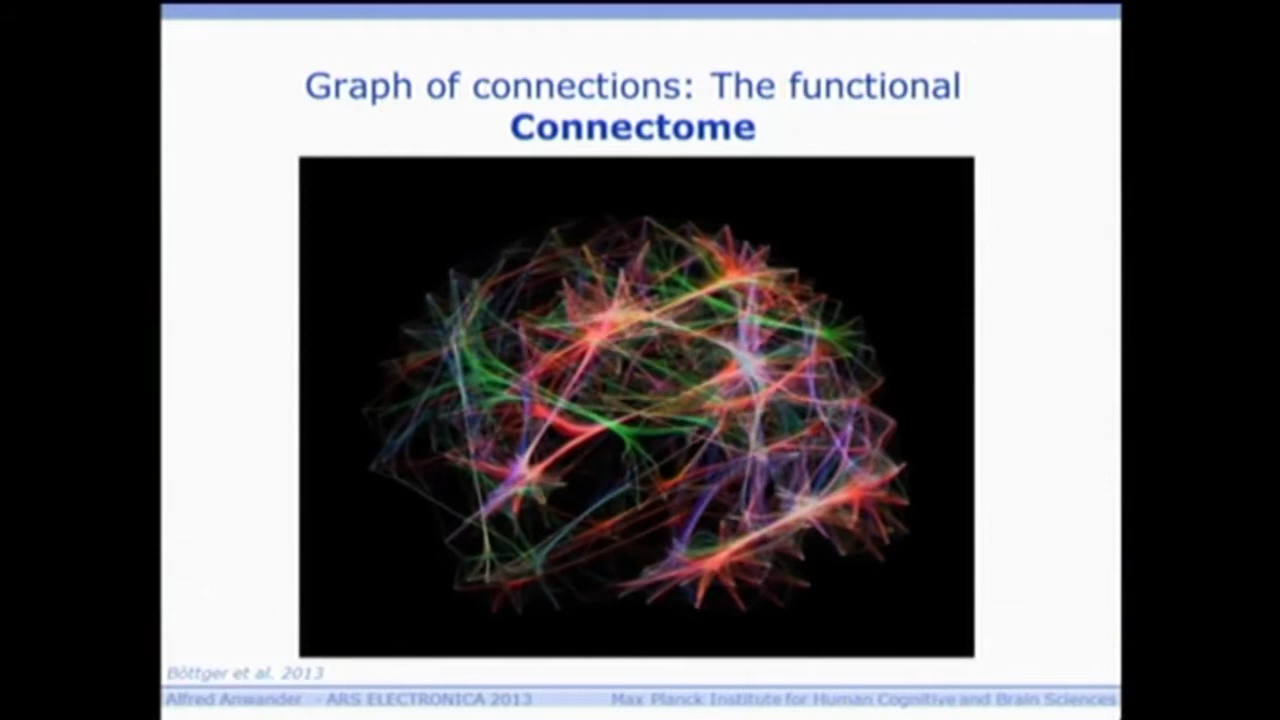 Graph of connections: The functional
Connectome
Böttger et al. 2013
Alfred Anwander - ARS ELECTRONICA 2013 Max Planck Institute for Human Cognitive and Brain Sciences